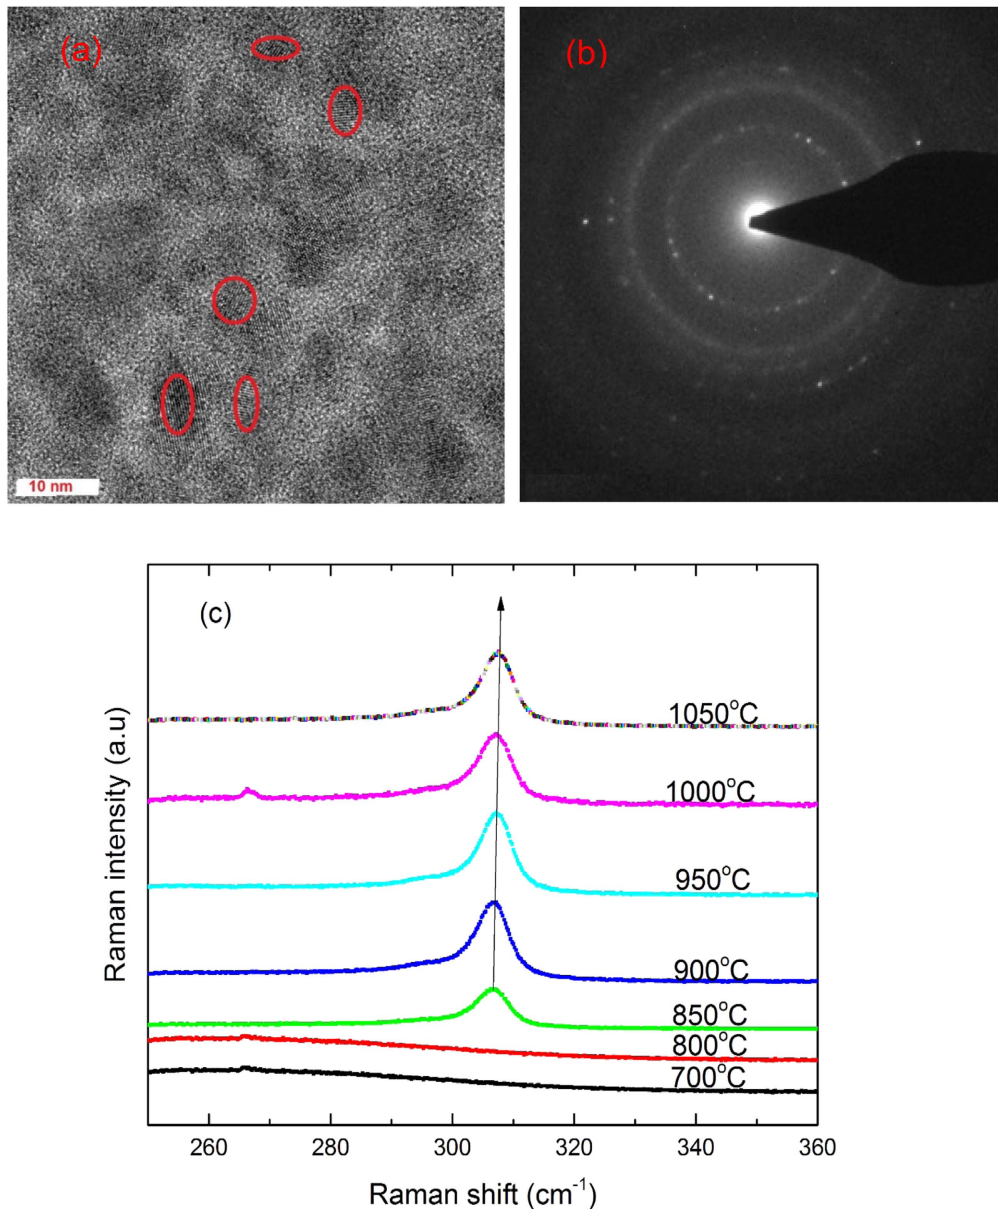 (a)
(b)
10 nm
(c)
1050°C
1000°C
950°C
900°C
850°C
800°C
700°C
Raman intensity (a.u)
260 280 300 320 340 360
Raman shift (cm⁻¹)